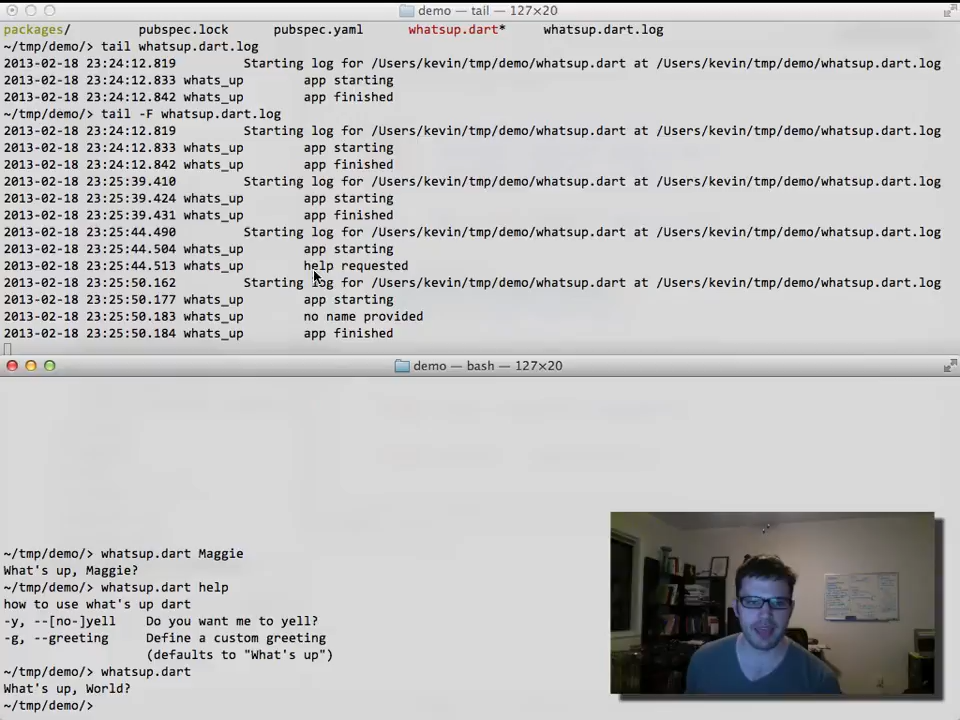 demo — tail — 127×20
packages/ pubspec.lock pubspec.yaml whatsup.dart* whatsup.dart.log
~/tmp/demo/> tail whatsup.dart.log
2013-02-18 23:24:12.819 Starting log for /Users/kevin/tmp/demo/whatsup.dart at /Users/kevin/tmp/demo/whatsup.dart.log
2013-02-18 23:24:12.833 whats_up app starting
2013-02-18 23:24:12.842 whats_up app finished
~/tmp/demo/> tail -F whatsup.dart.log
2013-02-18 23:24:12.819 Starting log for /Users/kevin/tmp/demo/whatsup.dart at /Users/kevin/tmp/demo/whatsup.dart.log
2013-02-18 23:24:12.833 whats_up app starting
2013-02-18 23:24:12.842 whats_up app finished
2013-02-18 23:25:39.410 Starting log for /Users/kevin/tmp/demo/whatsup.dart at /Users/kevin/tmp/demo/whatsup.dart.log
2013-02-18 23:25:39.424 whats_up app starting
2013-02-18 23:25:39.431 whats_up app finished
2013-02-18 23:25:44.490 Starting log for /Users/kevin/tmp/demo/whatsup.dart at /Users/kevin/tmp/demo/whatsup.dart.log
2013-02-18 23:25:44.504 whats_up app starting
2013-02-18 23:25:44.513 whats_up help requested
2013-02-18 23:25:50.162 Starting log for /Users/kevin/tmp/demo/whatsup.dart at /Users/kevin/tmp/demo/whatsup.dart.log
2013-02-18 23:25:50.177 whats_up app starting
2013-02-18 23:25:50.183 whats_up no name provided
2013-02-18 23:25:50.184 whats_up app finished
demo — bash — 127×20
~/tmp/demo/> whatsup.dart Maggie
What's up, Maggie?
~/tmp/demo/> whatsup.dart help
how to use what's up dart
-y, --[no-]yell Do you want me to yell?
-g, --greeting Define a custom greeting
(defaults to "What's up")
~/tmp/demo/> whatsup.dart
What's up, World?
~/tmp/demo/>